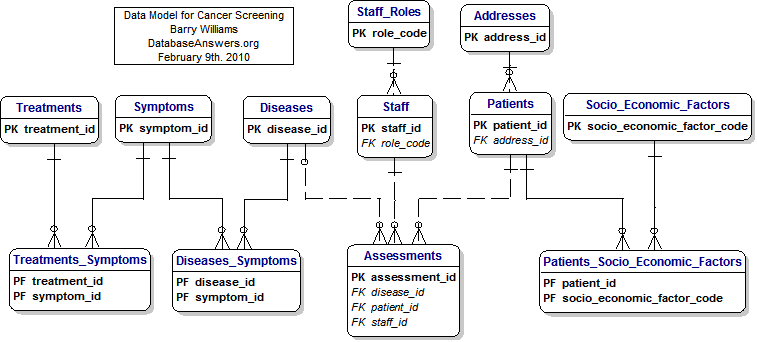 Data Model for Cancer Screening
Barry Williams
DatabaseAnswers.org
February 9th. 2010
Staff_Roles
PK role_code
Addresses
PK address_id
Treatments
PK treatment_id
Symptoms
PK symptom_id
Diseases
PK disease_id
Staff
PK staff_id
FK role_code
Patients
PK patient_id
FK address_id
Socio_Economic_Factors
PK socio_economic_factor_code
Treatments_Symptoms
PF treatment_id
PF symptom_id
Diseases_Symptoms
PF disease_id
PF symptom_id
Assessments
PK assessment_id
FK disease_id
FK patient_id
FK staff_id
Patients_Socio_Economic_Factors
PF patient_id
PF socio_economic_factor_code